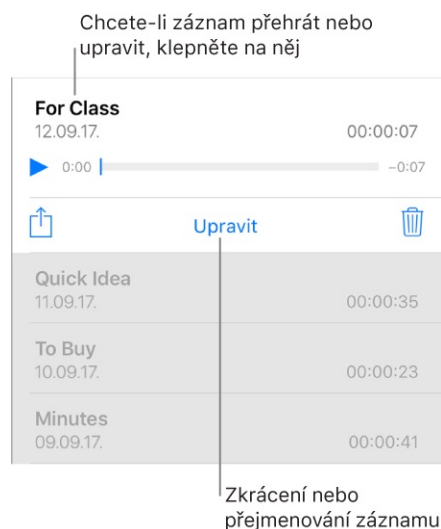 Chcete-li záznam přehrát nebo
upravit, klepněte na něj
For Class
12.09.17.
00:00:07
0:00
−0:07
Upravit
Quick Idea
11.09.17.
00:00:35
To Buy
10.09.17.
00:00:23
Minutes
09.09.17.
00:00:41
Zkrácení nebo
přejmenování záznamu